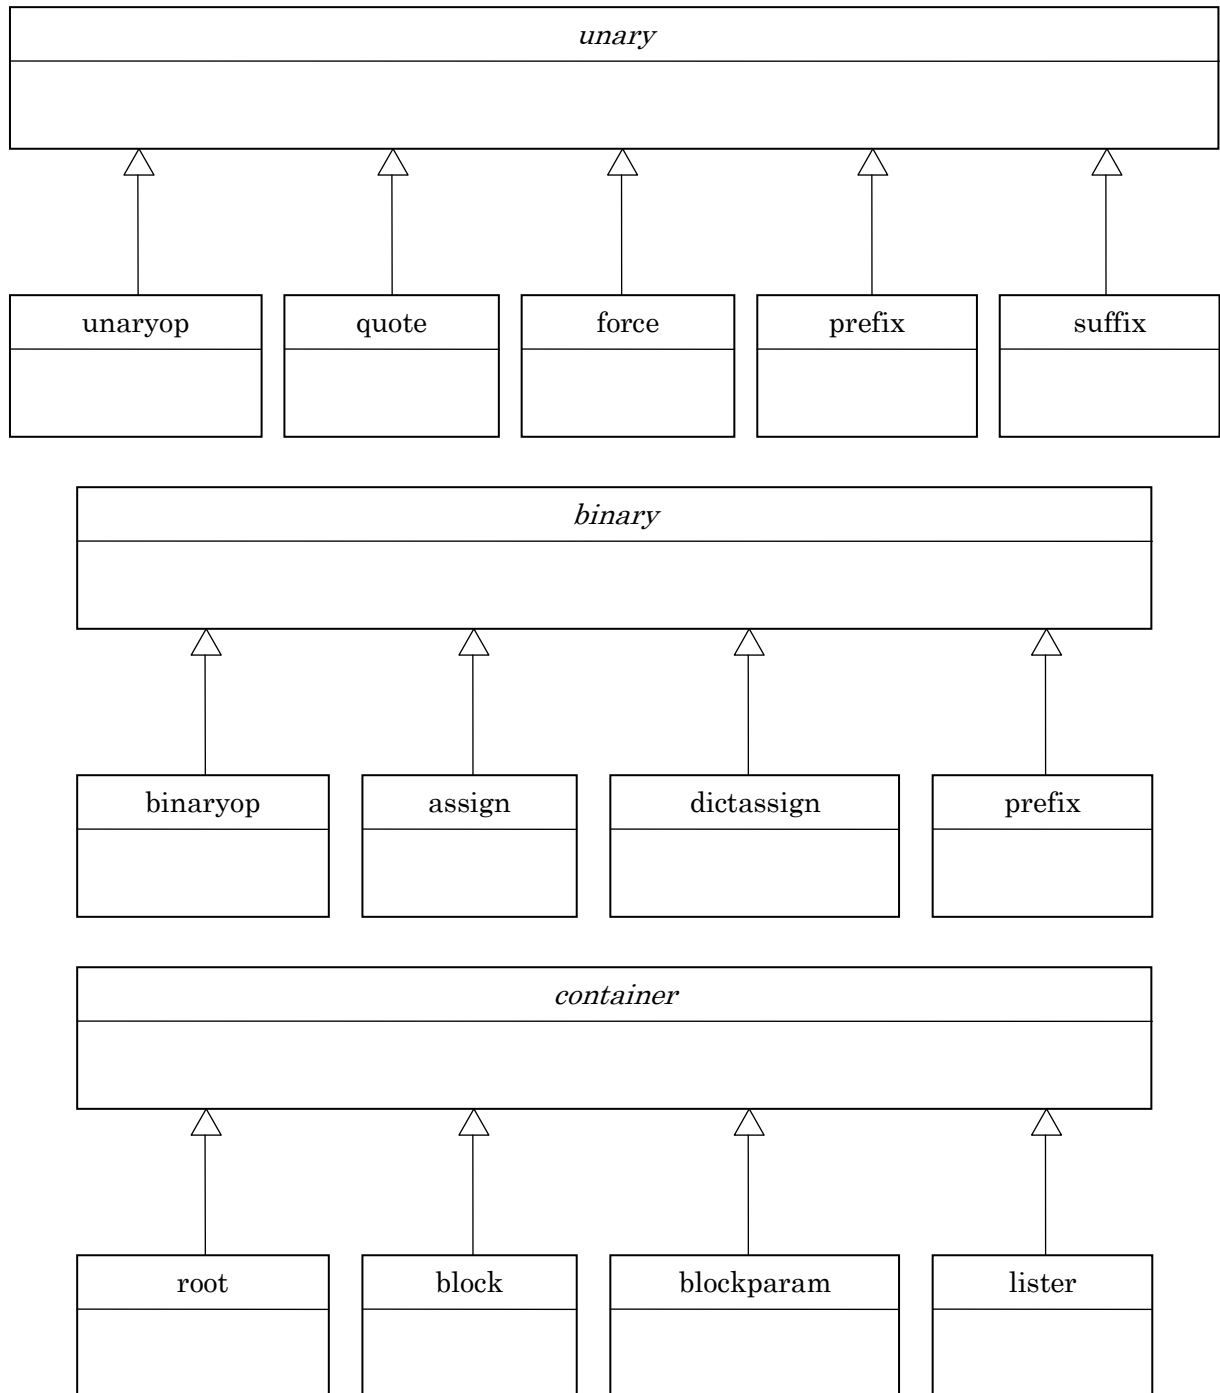 unary
unaryop quote force prefix suffix
binary
binaryop assign dictassign prefix
container
root block blockparam lister